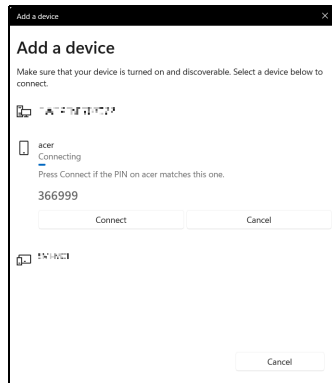 Add a device
Add a device
Make sure that your device is turned on and discoverable. Select a device below to
connect.
acer
Connecting
Press Connect if the PIN on acer matches this one.
366999
Connect Cancel
Cancel